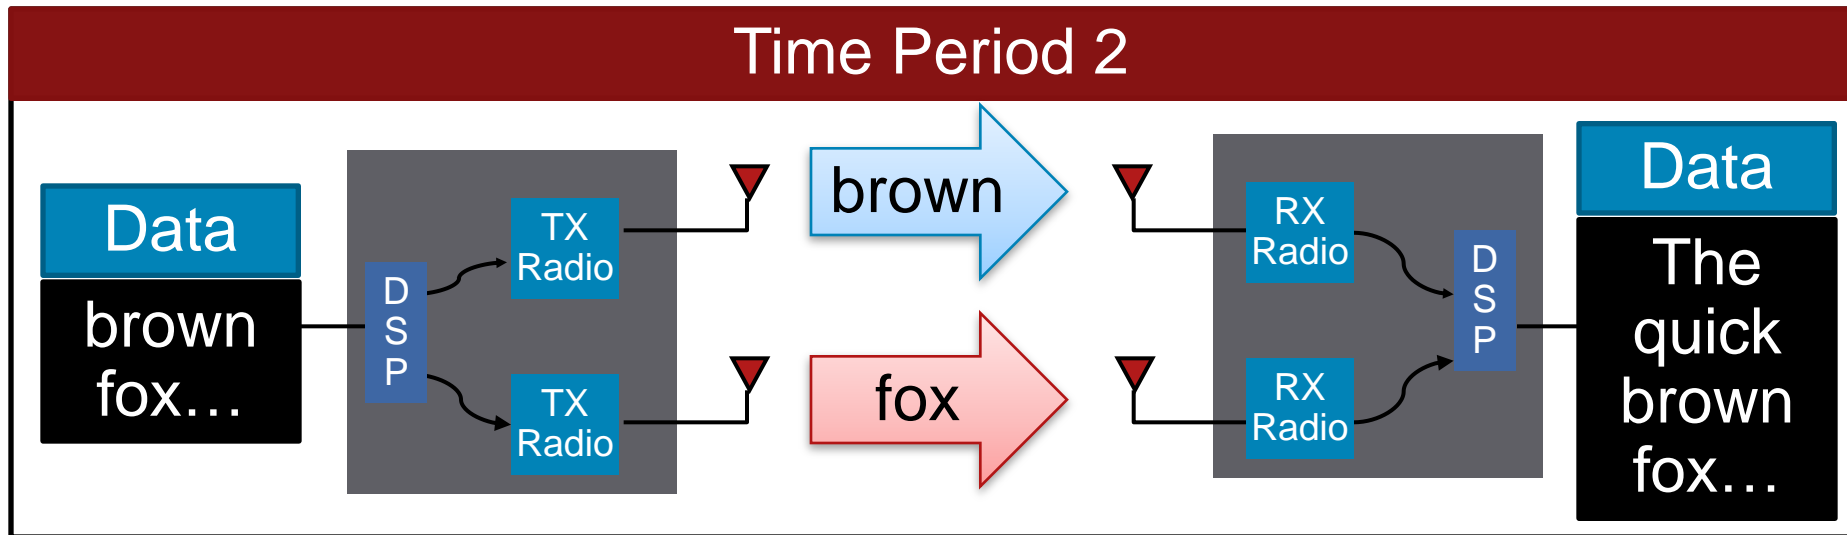 Time Period 2
Data
brown
fox…
D
S
P
TX
Radio
TX
Radio
brown
fox
RX
Radio
RX
Radio
D
S
P
Data
The
quick
brown
fox…